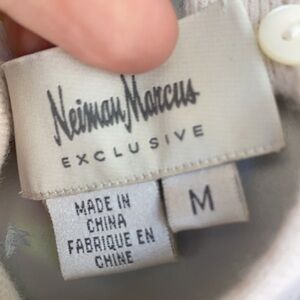 Neiman Marcus
EXCLUSIVE
MADE IN
CHINA
FABRIQUE EN
CHINE
M